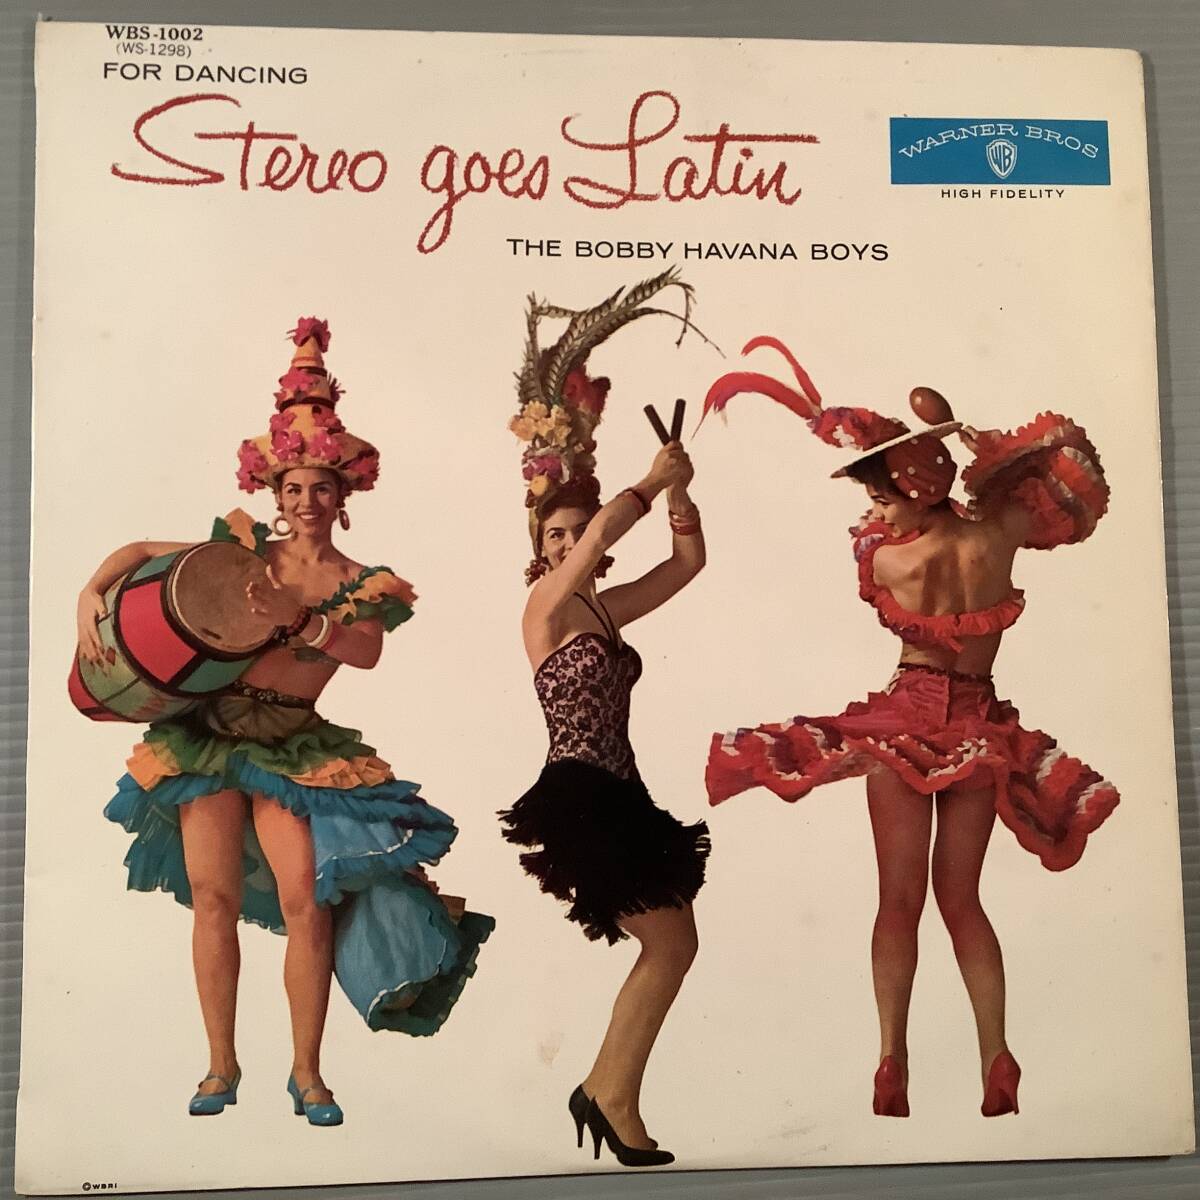 WBS-1002
(WS-1298)
FOR DANCING
Stereo goes Latin
WARNER BROS
WB
HIGH FIDELITY
THE BOBBY HAVANA BOYS
©WBRI